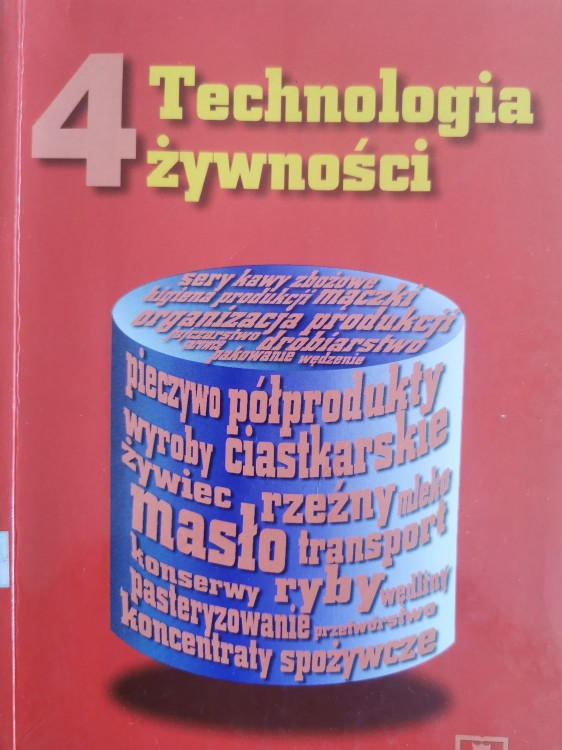 4 Technologia
żywności
sery kawy zbożowe
higiena produkcji mączki
organizacja produkcji
jajczarstwo drobiarstwo
pakowanie wędzenie
pieczywo półprodukty
wyroby ciastkarskie
żywiec rzeźny mleko
masło transport
konserwy ryby wędliny
pasteryzowanie przetwórstwo
koncentraty spożywcze